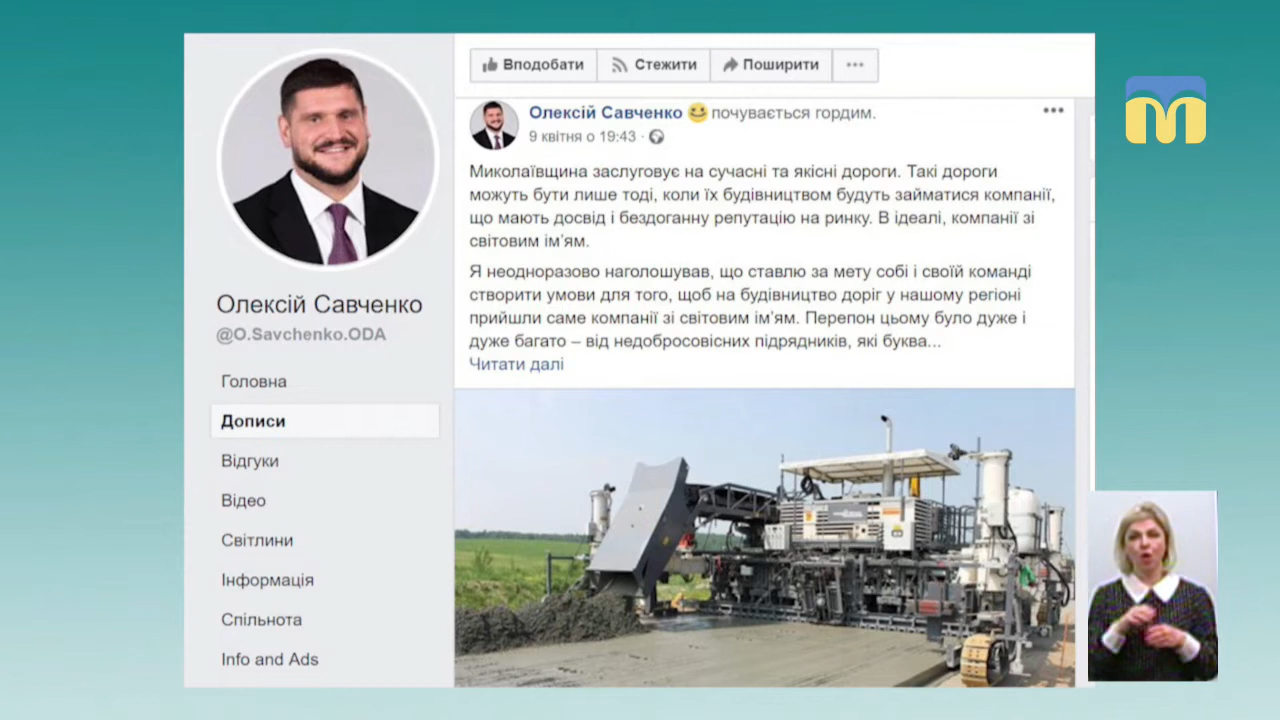 Вподобати
Стежити
Поширити
Олексій Савченко почувається гордим.
9 квітня о 19:43 ·
Миколаївщина заслуговує на сучасні та якісні дороги. Такі дороги
можуть бути лише тоді, коли їх будівництвом будуть займатися компанії,
що мають досвід і бездоганну репутацію на ринку. В ідеалі, компанії зі
світовим ім'ям.
Я неодноразово наголошував, що ставлю за мету собі і своїй команді
створити умови для того, щоб на будівництво доріг у нашому регіоні
прийшли саме компанії зі світовим ім'ям. Перепон цьому було дуже і
дуже багато – від недобросовісних підрядників, які буква...
Читати далі
Олексій Савченко
@O.Savchenko.ODA
Головна
Дописи
Відгуки
Відео
Світлини
Інформація
Спільнота
Info and Ads